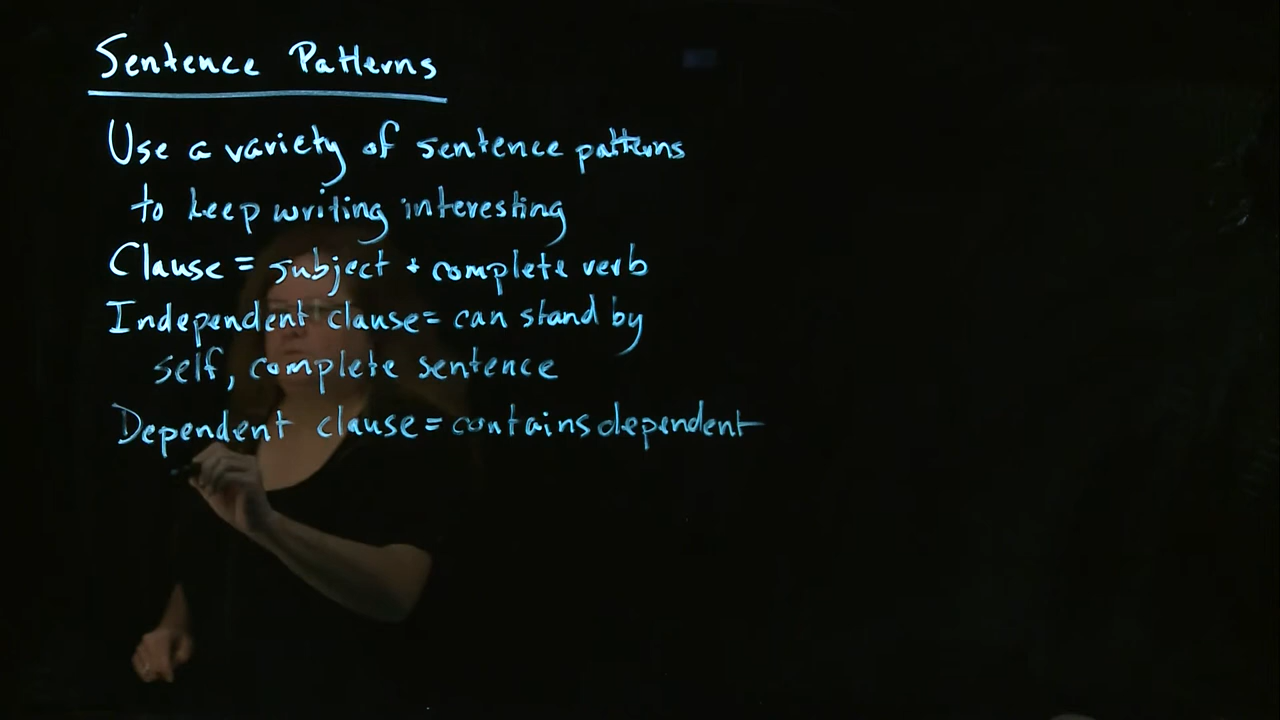 Sentence Patterns
Use a variety of sentence patterns
to keep writing interesting
Clause = subject + complete verb
Independent clause = can stand by
self, complete sentence
Dependent clause = contains dependent